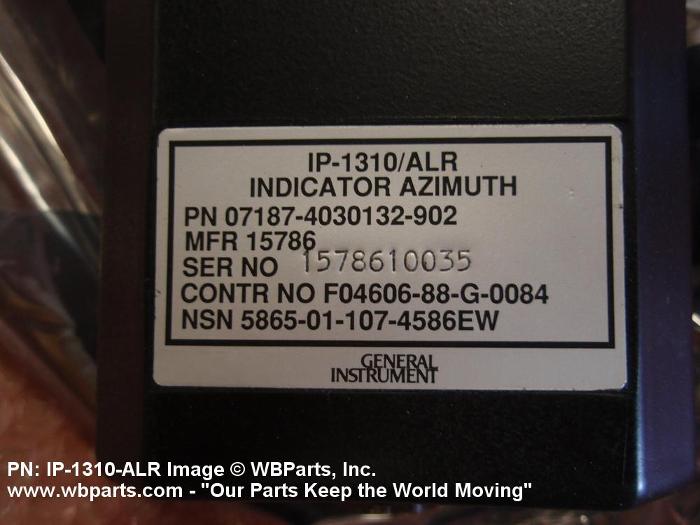 IP-1310/ALR
INDICATOR AZIMUTH
PN 07187-4030132-902
MFR 15786
SER NO 1578610035
CONTR NO F04606-88-G-0084
NSN 5865-01-107-4586EW
GENERAL
INSTRUMENT
PN: IP-1310-ALR Image © WBParts, Inc.
www.wbparts.com - "Our Parts Keep the World Moving"